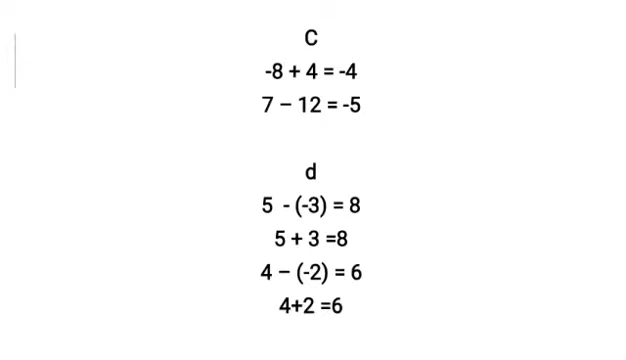 C
-8 + 4 = -4
7 – 12 = -5
d
5  - (-3) = 8
5 + 3 =8
4 – (-2) = 6
4+2 =6